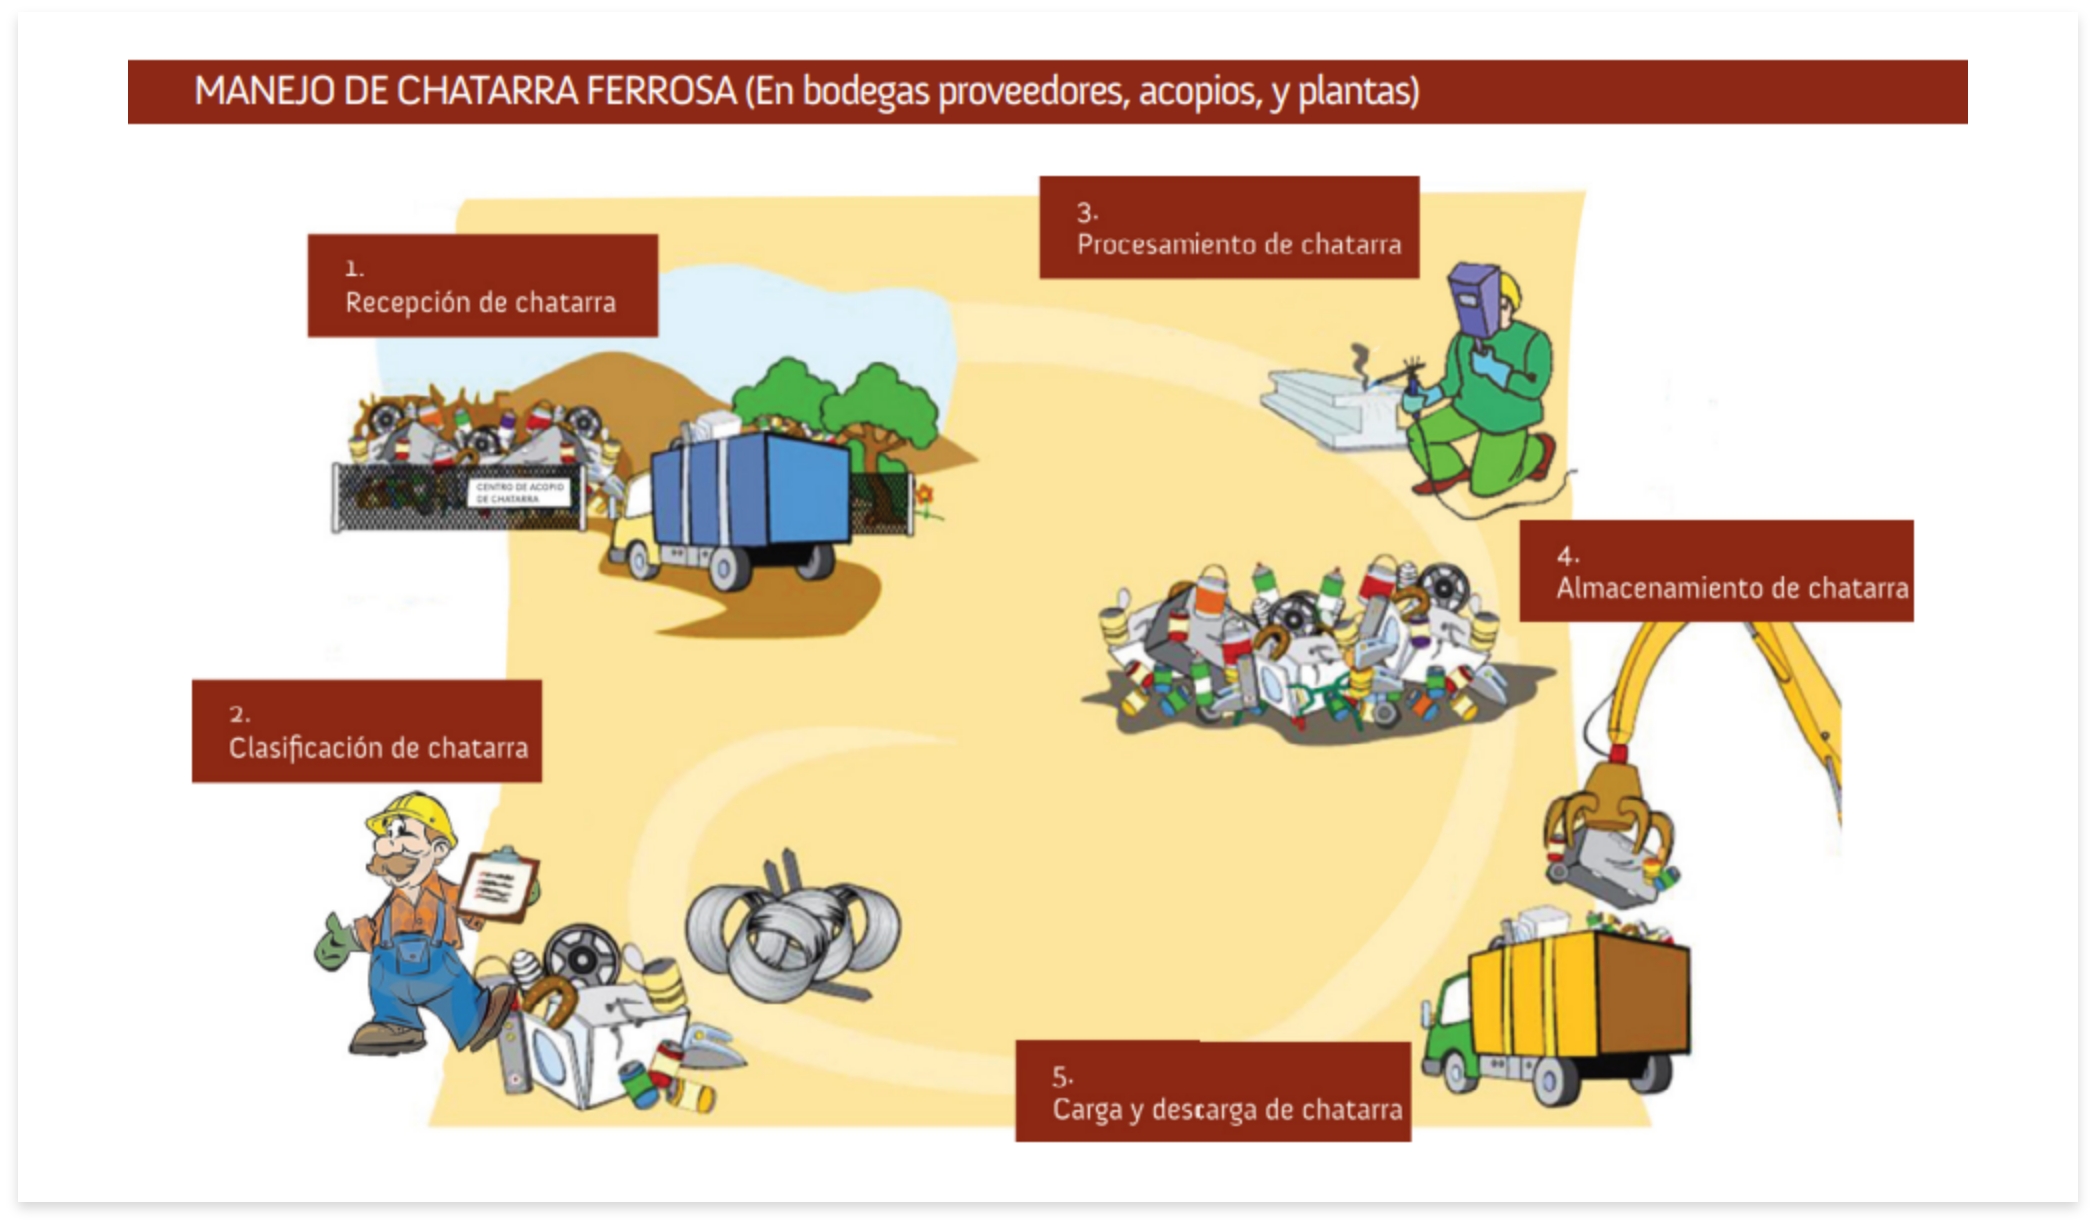 MANEJO DE CHATARRA FERROSA (En bodegas proveedores, acopios, y plantas)
1.
Recepción de chatarra
CENTRO DE ACOPIO
DE CHATARRA
2.
Clasificación de chatarra
3.
Procesamiento de chatarra
4.
Almacenamiento de chatarra
5.
Carga y descarga de chatarra